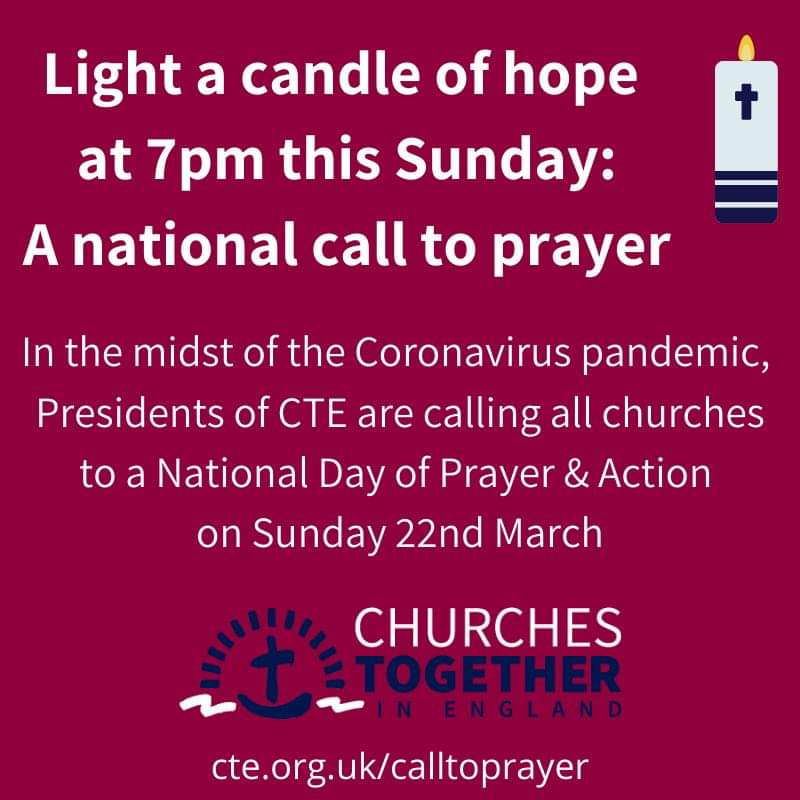 Light a candle of hope
at 7pm this Sunday:
A national call to prayer
In the midst of the Coronavirus pandemic,
Presidents of CTE are calling all churches
to a National Day of Prayer & Action
on Sunday 22nd March
CHURCHES
TOGETHER
IN ENGLAND
cte.org.uk/calltoprayer